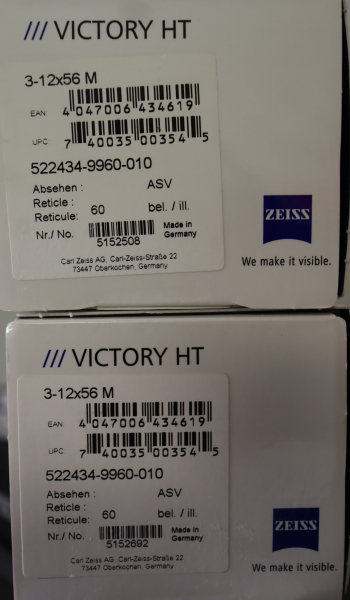 /// VICTORY HT
3-12x56 M
EAN: 4 047006 434619
UPC 7 40035 00354 5
522434-9960-010
Absehen : ASV
Reticle :
Reticule: 60 bel. / ill.
Nr./ No. 5152508 Made in Germany
Carl Zeiss AG, Carl-Zeiss-Straße 22
73447 Oberkochen, Germany
ZEISS
We make it visible.
/// VICTORY HT
3-12x56 M
EAN: 4 047006 434619
UPC 7 40035 00354 5
522434-9960-010
Absehen : ASV
Reticle :
Reticule: 60 bel. / ill.
Nr./ No. 5152692 Made in Germany
Carl Zeiss AG, Carl-Zeiss-Straße 22
73447 Oberkochen, Germany
ZEISS
We make it visible.